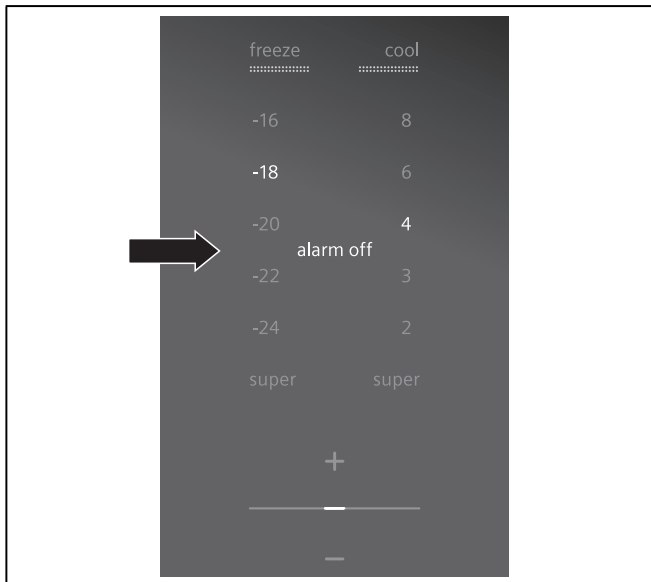 freeze cool
-16 8
-18 6
-20 4
alarm off
-22 3
-24 2
super super
+
–